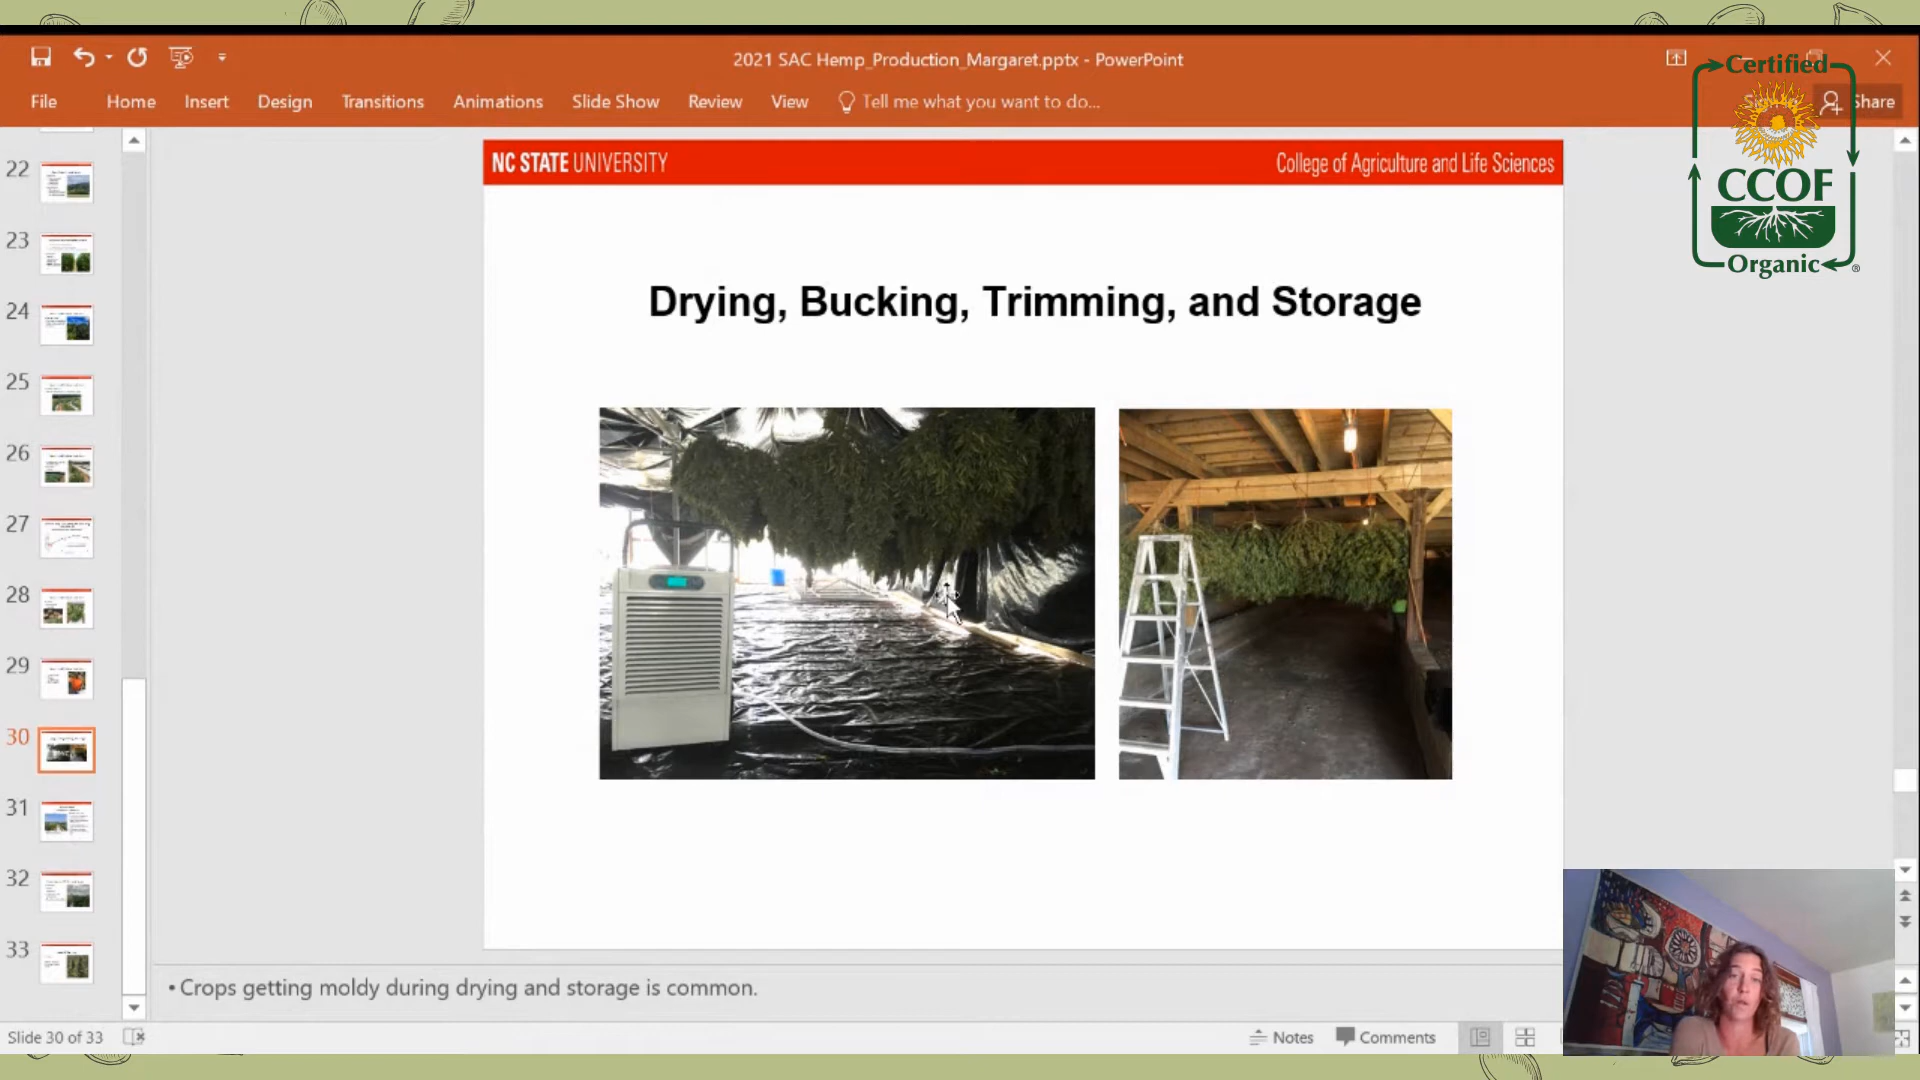 2021 SAC Hemp_Production_Margaret.pptx - PowerPoint
File Home Insert Design Transitions Animations Slide Show Review View Tell me what you want to do... Share
Certified
CCOF
Organic
®
NC STATE UNIVERSITY
College of Agriculture and Life Sciences
Drying, Bucking, Trimming, and Storage
22
23
24
25
26
27
28
29
30
31
32
33
• Crops getting moldy during drying and storage is common.
Slide 30 of 33
Notes
Comments